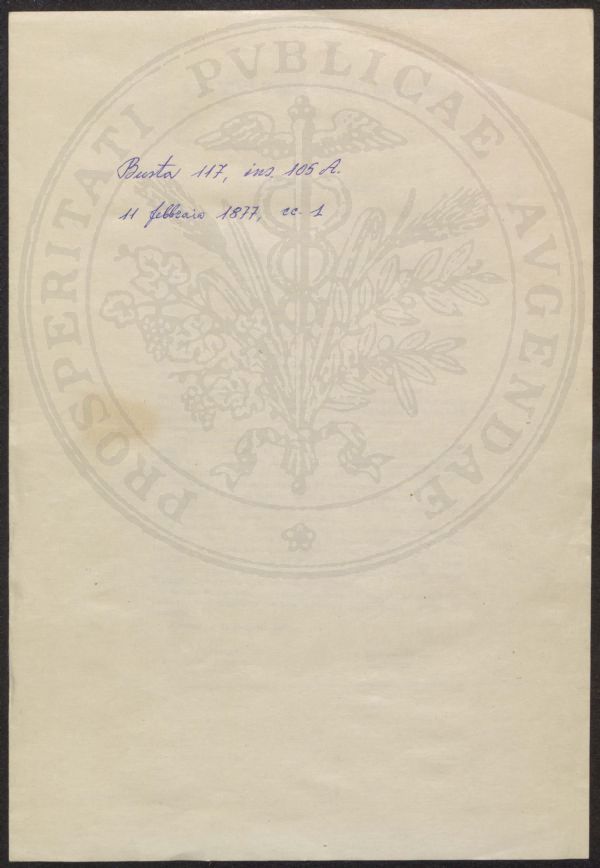 Busta 117, ins. 105 A.
11 febbraio 1877, cc. 1
PROSPERITATI PVBLICAE AVGENDAE